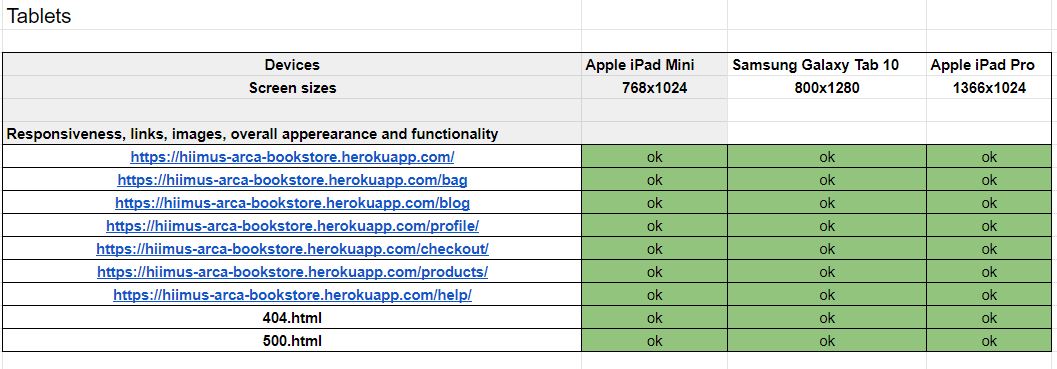 Tablets
Devices Apple iPad Mini Samsung Galaxy Tab 10 Apple iPad Pro
Screen sizes 768x1024 800x1280 1366x1024
Responsiveness, links, images, overall apperearance and functionality
https://hiimus-arca-bookstore.herokuapp.com/ ok ok ok
https://hiimus-arca-bookstore.herokuapp.com/bag ok ok ok
https://hiimus-arca-bookstore.herokuapp.com/blog ok ok ok
https://hiimus-arca-bookstore.herokuapp.com/profile/ ok ok ok
https://hiimus-arca-bookstore.herokuapp.com/checkout/ ok ok ok
https://hiimus-arca-bookstore.herokuapp.com/products/ ok ok ok
https://hiimus-arca-bookstore.herokuapp.com/help/ ok ok ok
404.html ok ok ok
500.html ok ok ok